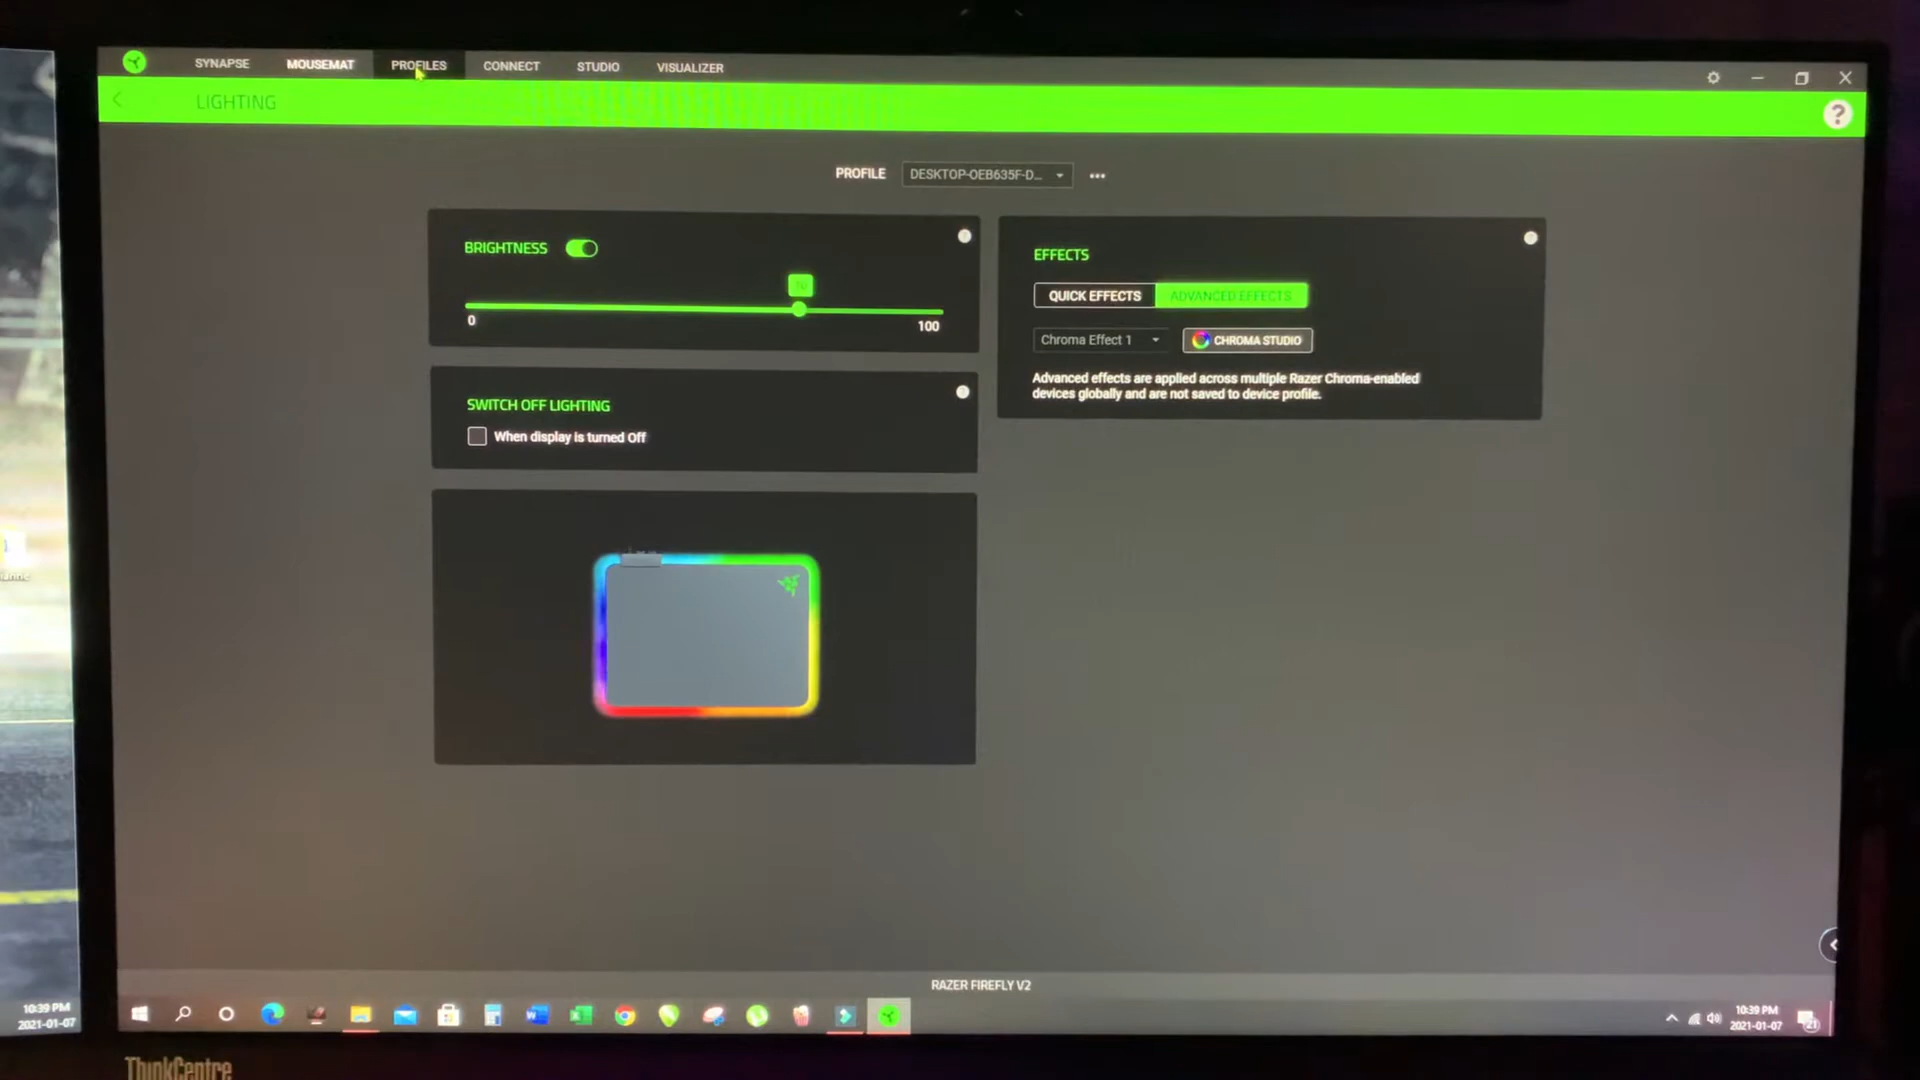 SYNAPSE MOUSEMAT PROFILES CONNECT STUDIO VISUALIZER
LIGHTING
?
PROFILE DESKTOP-OEB635F-D... •••
BRIGHTNESS
0 100
SWITCH OFF LIGHTING
When display is turned Off
EFFECTS
QUICK EFFECTS ADVANCED EFFECTS
Chroma Effect 1 CHROMA STUDIO
Advanced effects are applied across multiple Razer Chroma-enabled
devices globally and are not saved to device profile.
RAZER FIREFLY V2
10:39 PM
2021-01-07
10:39 PM
2021-01-07
21
ThinkCentre